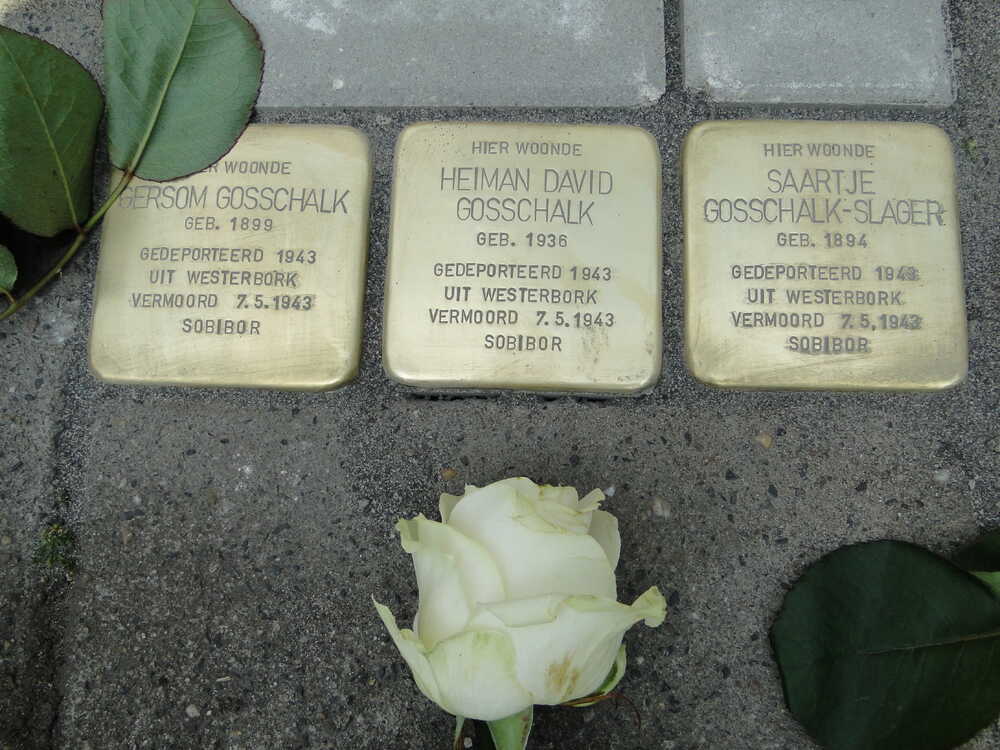 HIER WOONDE
GERSOM GOSSCHALK
GEB. 1899
GEDEPORTEERD 1943
UIT WESTERBORK
VERMOORD 7.5.1943
SOBIBOR
HIER WOONDE
HEIMAN DAVID
GOSSCHALK
GEB. 1936
GEDEPORTEERD 1943
UIT WESTERBORK
VERMOORD 7.5.1943
SOBIBOR
HIER WOONDE
SAARTJE
GOSSCHALK-SLAGER
GEB. 1894
GEDEPORTEERD 1943
UIT WESTERBORK
VERMOORD 7.5.1943
SOBIBOR